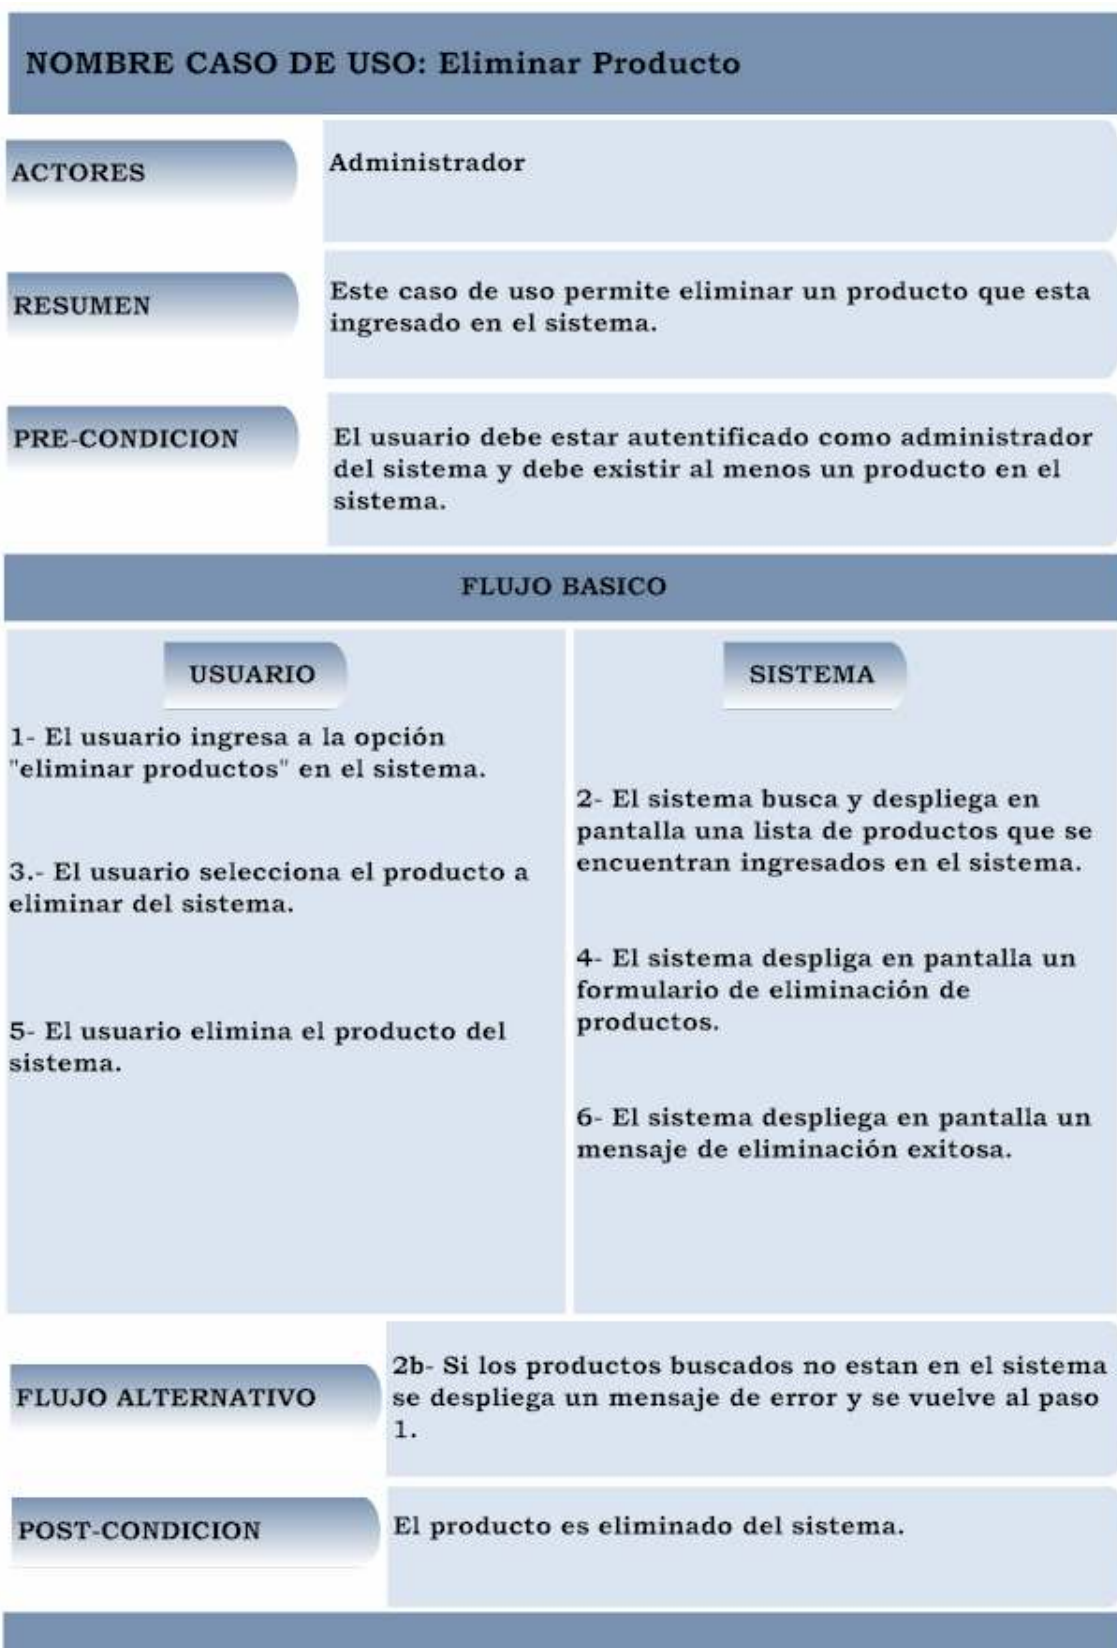 NOMBRE CASO DE USO: Eliminar Producto
ACTORES
Administrador
RESUMEN
Este caso de uso permite eliminar un producto que esta
ingresado en el sistema.
PRE-CONDICION
El usuario debe estar autentificado como administrador
del sistema y debe existir al menos un producto en el
sistema.
FLUJO BASICO
USUARIO
1- El usuario ingresa a la opción
"eliminar productos" en el sistema.
3.- El usuario selecciona el producto a
eliminar del sistema.
5- El usuario elimina el producto del
sistema.
SISTEMA
2- El sistema busca y despliega en
pantalla una lista de productos que se
encuentran ingresados en el sistema.
4- El sistema despliga en pantalla un
formulario de eliminación de
productos.
6- El sistema despliega en pantalla un
mensaje de eliminación exitosa.
FLUJO ALTERNATIVO
2b- Si los productos buscados no estan en el sistema
se despliega un mensaje de error y se vuelve al paso
1.
POST-CONDICION
El producto es eliminado del sistema.